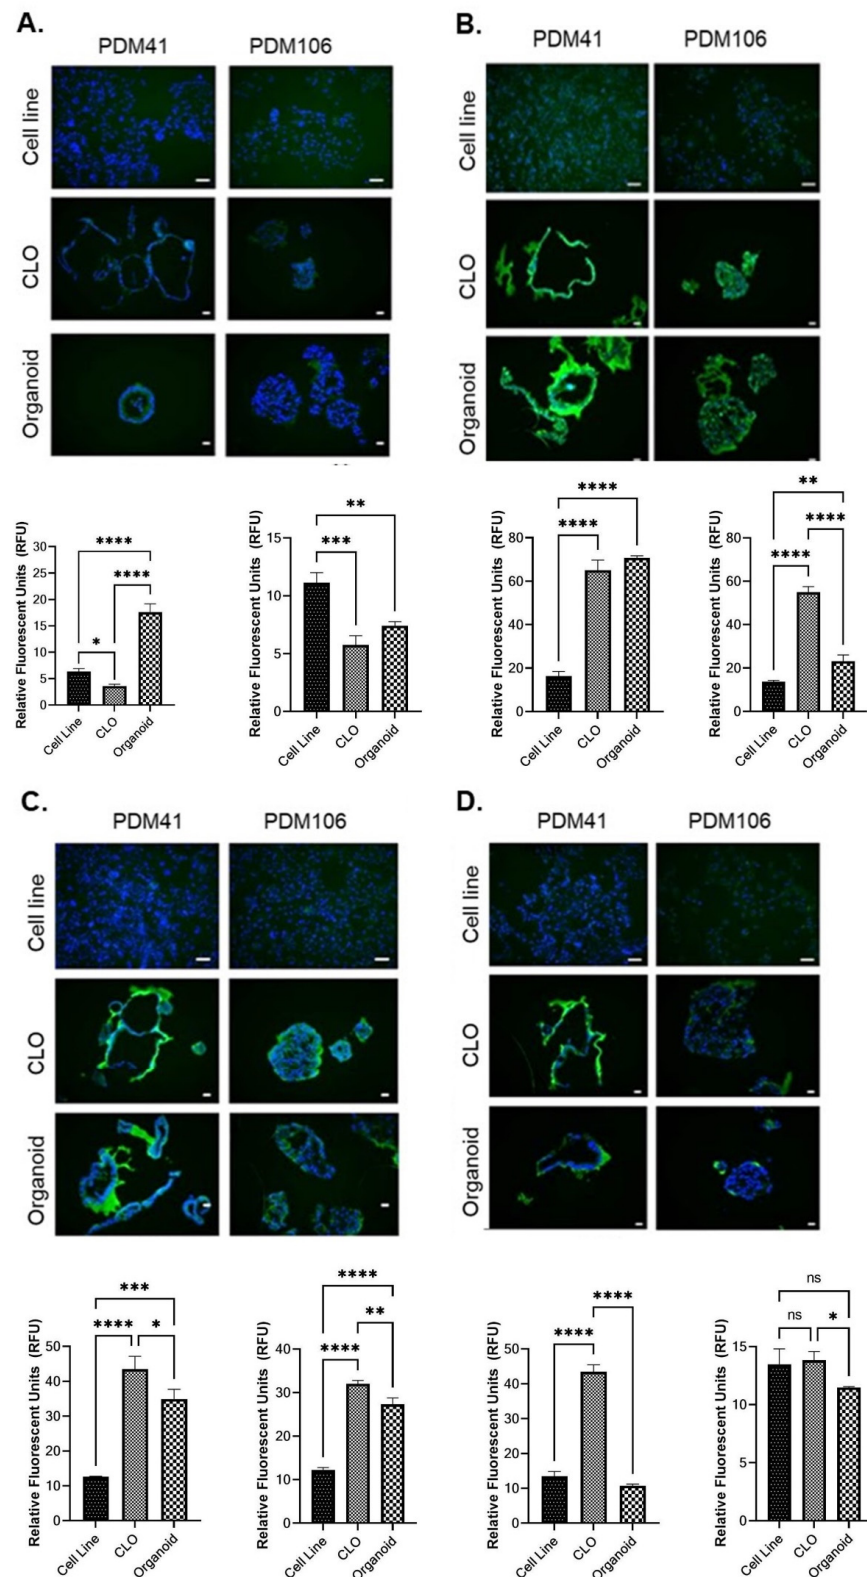 A.
PDM41 PDM106
Cell line
CLO
Organoid
B.
PDM41 PDM106
Cell line
CLO
Organoid
Relative Fluorescent Units (RFU)
30
25
20
15
10
5
0
****
****
*
Cell Line CLO Organoid
Relative Fluorescent Units (RFU)
15
10
5
0
**
***
Cell Line CLO Organoid
Relative Fluorescent Units (RFU)
80
60
40
20
0
****
****
Cell Line CLO Organoid
Relative Fluorescent Units (RFU)
80
60
40
20
0
**
****
****
Cell Line CLO Organoid
C.
PDM41 PDM106
Cell line
CLO
Organoid
D.
PDM41 PDM106
Cell line
CLO
Organoid
Relative Fluorescent Units (RFU)
50
40
30
20
10
0
***
**** *
Cell Line CLO Organoid
Relative Fluorescent Units (RFU)
40
30
20
10
0
****
**
****
Cell Line CLO Organoid
Relative Fluorescent Units (RFU)
50
40
30
20
10
0
****
****
Cell Line CLO Organoid
Relative Fluorescent Units (RFU)
15
10
5
0
ns
ns *
Cell Line CLO Organoid